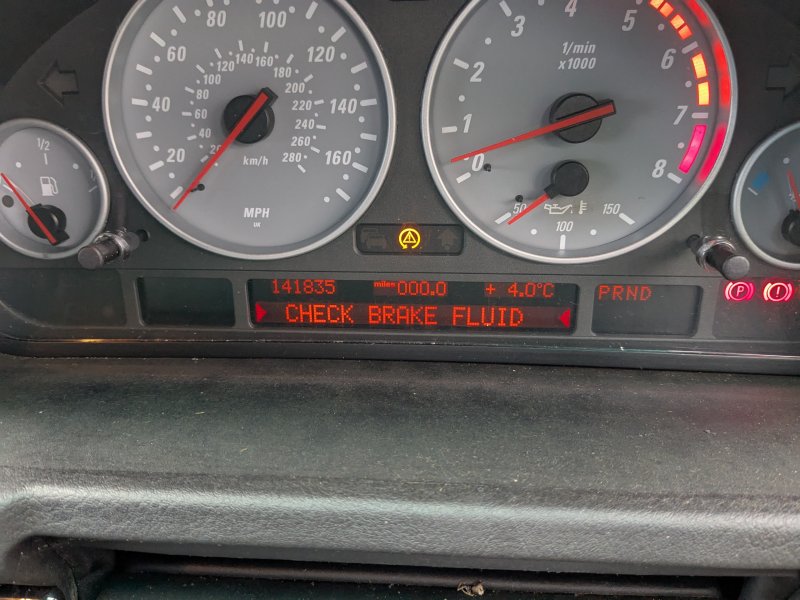 20 40 60 80 100 120 140 160
20 40 60 80 100 120 140 160 180 200 220 240 260 280
km/h
MPH
UK
0 1 2 3 4 5 6 7 8
1/min
x1000
50 100 150
1/2
141835 miles 000.0 + 4.0°C
CHECK BRAKE FLUID
PRND
P !